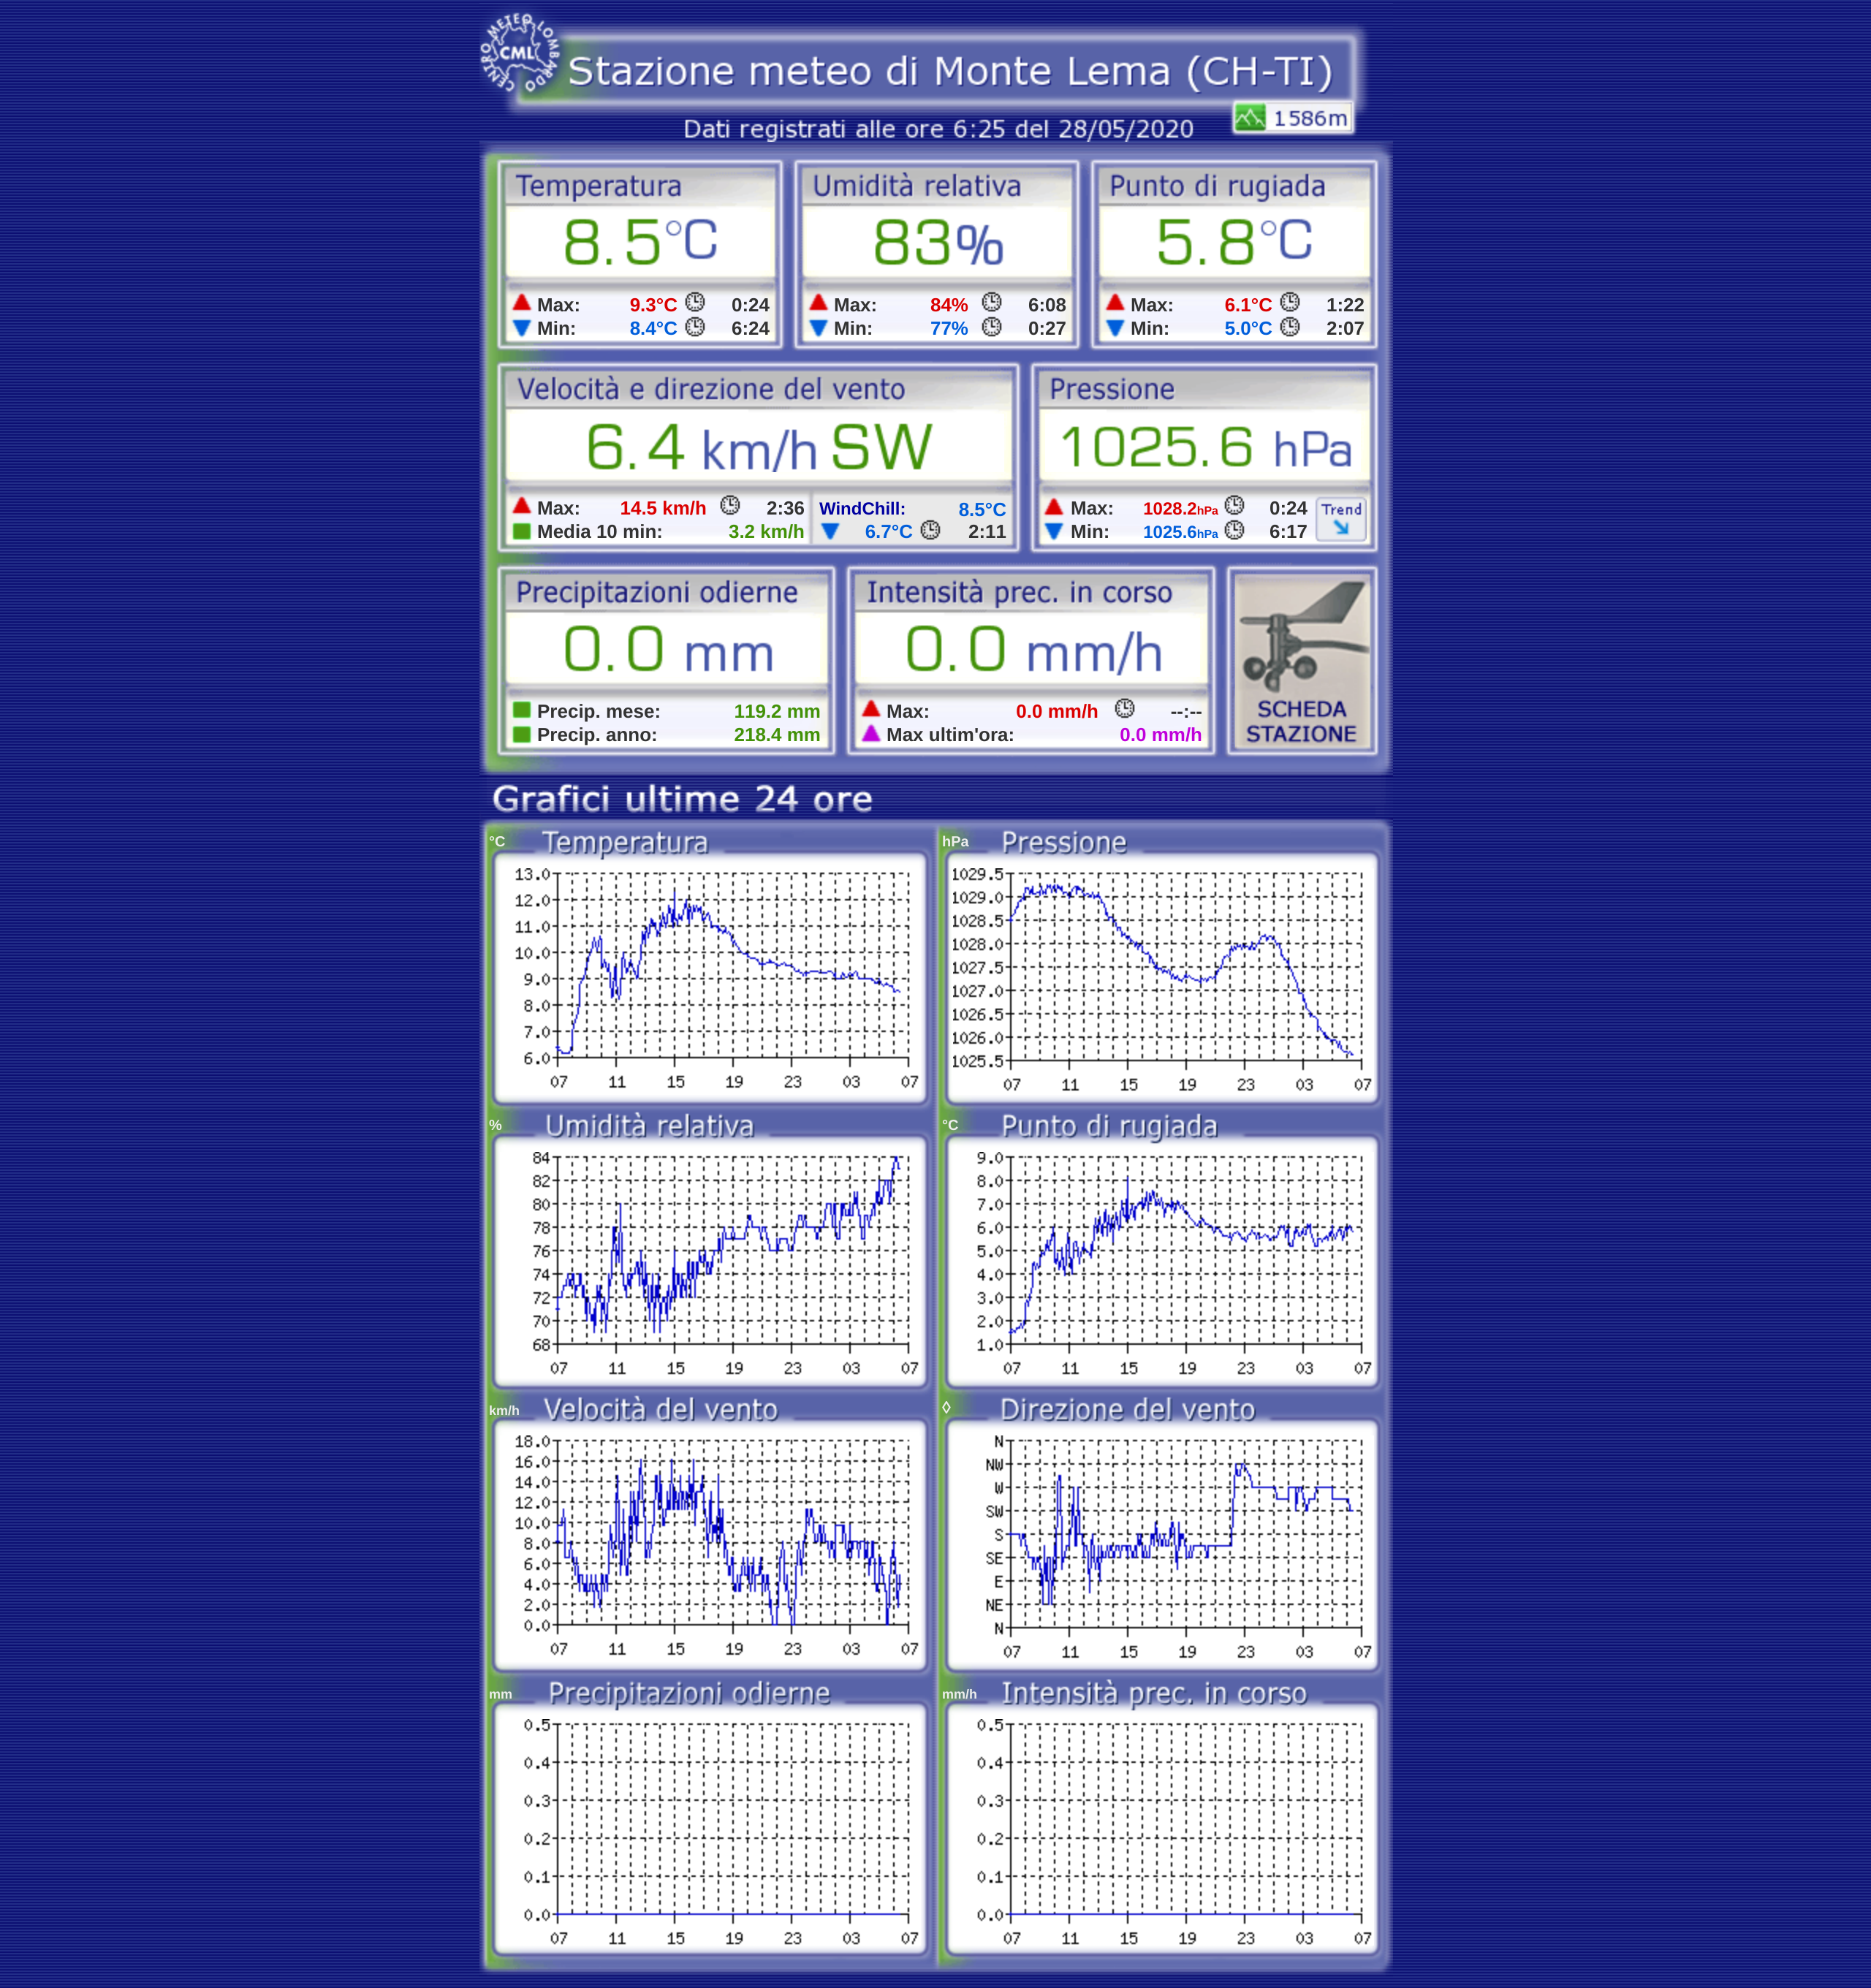 CENTRO METEO LOMBARDO
CML
Stazione meteo di Monte Lema (CH-TI)
1586m
Dati registrati alle ore 6:25 del 28/05/2020
Temperatura
8.5°C
Max: 9.3°C 0:24
Min: 8.4°C 6:24
Umidità relativa
83%
Max: 84% 6:08
Min: 77% 0:27
Punto di rugiada
5.8°C
Max: 6.1°C 1:22
Min: 5.0°C 2:07
Velocità e direzione del vento
6.4 km/h SW
Max: 14.5 km/h 2:36
Media 10 min: 3.2 km/h
WindChill: 8.5°C
6.7°C 2:11
Pressione
1025.6 hPa
Max: 1028.2hPa 0:24
Min: 1025.6hPa 6:17
Trend
Precipitazioni odierne
0.0 mm
Precip. mese: 119.2 mm
Precip. anno: 218.4 mm
Intensità prec. in corso
0.0 mm/h
Max: 0.0 mm/h --:--
Max ultim'ora: 0.0 mm/h
SCHEDA
STAZIONE
Grafici ultime 24 ore
°C Temperatura
13.0
12.0
11.0
10.0
9.0
8.0
7.0
6.0
07 11 15 19 23 03 07
hPa Pressione
1029.5
1029.0
1028.5
1028.0
1027.5
1027.0
1026.5
1026.0
1025.5
07 11 15 19 23 03 07
% Umidità relativa
84
82
80
78
76
74
72
70
68
07 11 15 19 23 03 07
°C Punto di rugiada
9.0
8.0
7.0
6.0
5.0
4.0
3.0
2.0
1.0
07 11 15 19 23 03 07
km/h Velocità del vento
18.0
16.0
14.0
12.0
10.0
8.0
6.0
4.0
2.0
0.0
07 11 15 19 23 03 07
◊ Direzione del vento
N
NW
W
SW
S
SE
E
NE
N
07 11 15 19 23 03 07
mm Precipitazioni odierne
0.5
0.4
0.3
0.2
0.1
0.0
07 11 15 19 23 03 07
mm/h Intensità prec. in corso
0.5
0.4
0.3
0.2
0.1
0.0
07 11 15 19 23 03 07